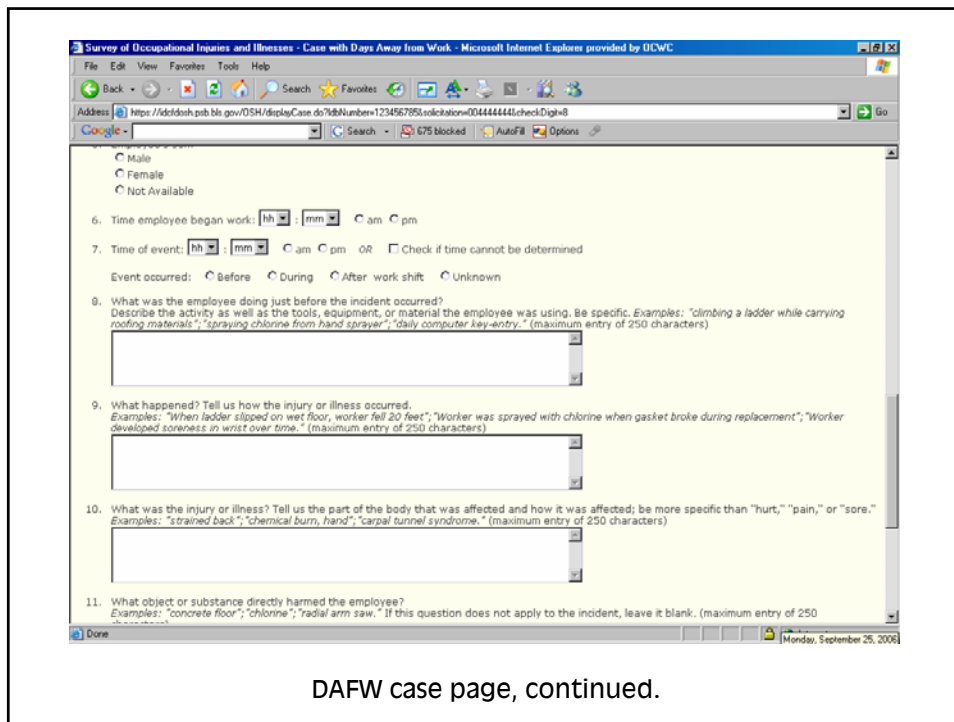 Survey of Occupational Injuries and Illnesses - Case with Days Away from Work - Microsoft Internet Explorer provided by OCWC
File Edit View Favorites Tools Help
Back Search Favorites
Address https://idcfdosh.psb.bls.gov/OSH/displayCase.do?IdbNumber=123456785&solicitation=004444444&checkDigit=8 Go
Google Search 675 blocked AutoFill Options
Male
Female
Not Available
6. Time employee began work: hh : mm am pm
7. Time of event: hh : mm am pm OR Check if time cannot be determined
Event occurred: Before During After work shift Unknown
8. What was the employee doing just before the incident occurred?
Describe the activity as well as the tools, equipment, or material the employee was using. Be specific. Examples: "climbing a ladder while carrying
roofing materials"; "spraying chlorine from hand sprayer"; "daily computer key-entry." (maximum entry of 250 characters)
9. What happened? Tell us how the injury or illness occurred.
Examples: "When ladder slipped on wet floor, worker fell 20 feet"; "Worker was sprayed with chlorine when gasket broke during replacement"; "Worker
developed soreness in wrist over time." (maximum entry of 250 characters)
10. What was the injury or illness? Tell us the part of the body that was affected and how it was affected; be more specific than "hurt," "pain," or "sore."
Examples: "strained back"; "chemical burn, hand"; "carpal tunnel syndrome." (maximum entry of 250 characters)
11. What object or substance directly harmed the employee?
Examples: "concrete floor"; "chlorine"; "radial arm saw." If this question does not apply to the incident, leave it blank. (maximum entry of 250
Done
Monday, September 25, 2006
DAFW case page, continued.